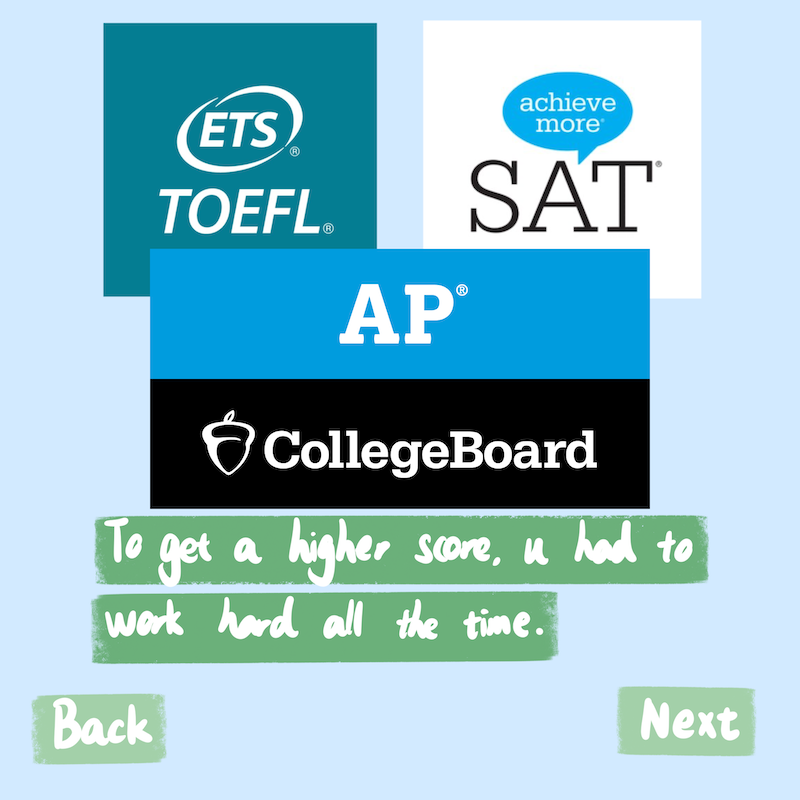 ETS®
TOEFL®
achieve
more®
SAT®
AP®
CollegeBoard
To get a higher score, u had to
work hard all the time.
Back
Next